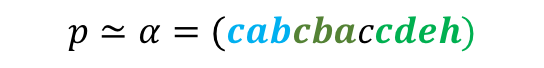 p ≃ α = (cabcbaccdeh)